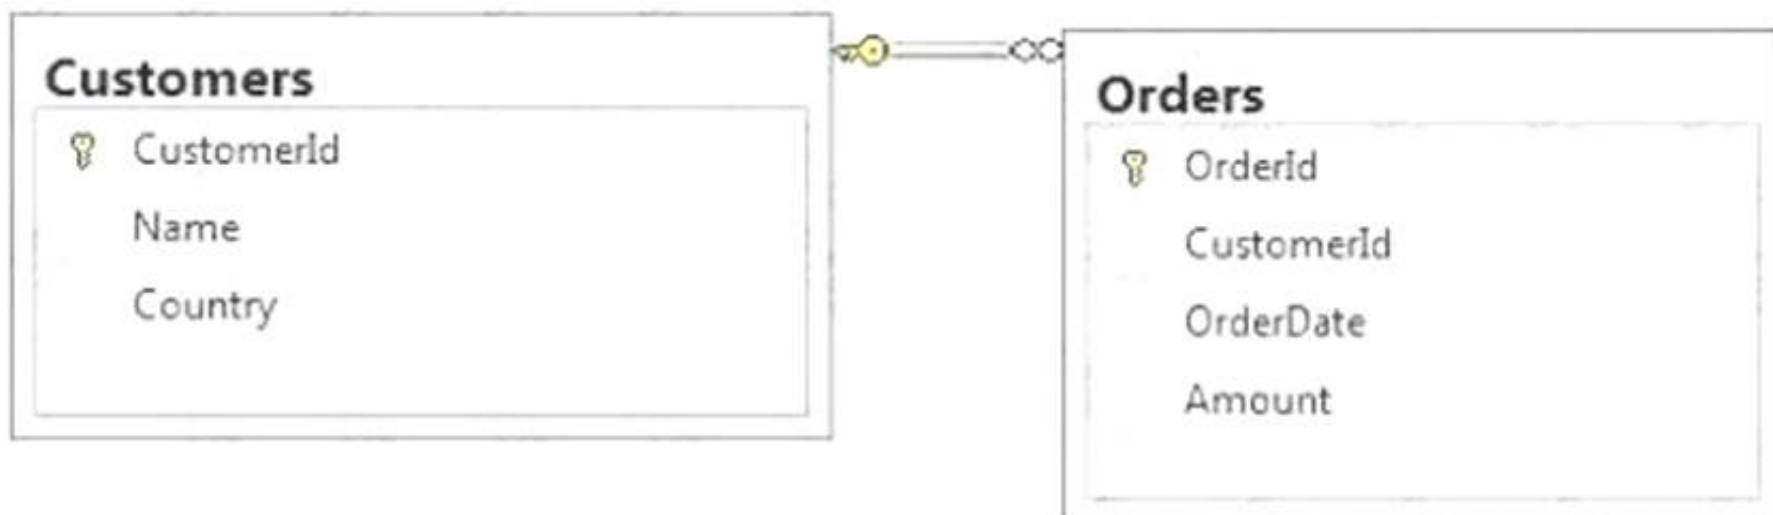 Customers
CustomerId
Name
Country
Orders
OrderId
CustomerId
OrderDate
Amount